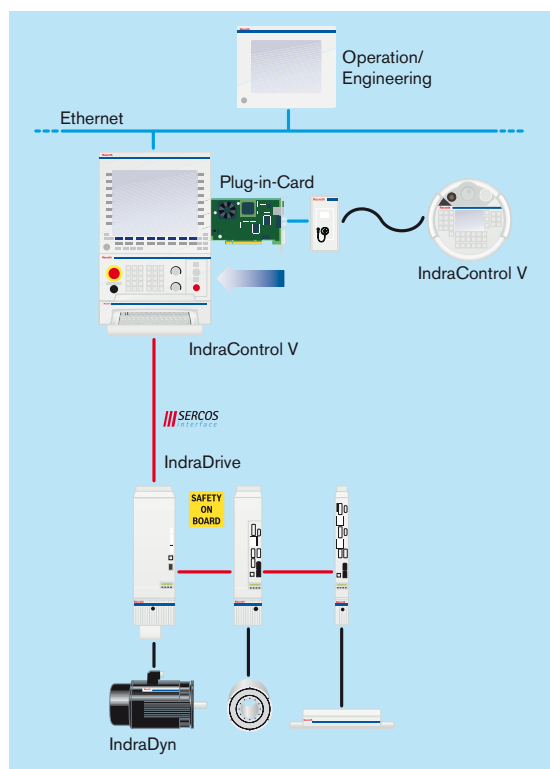 Operation/
Engineering
Ethernet
Plug-in-Card
IndraControl V
IndraControl V
SERCOS
interface
IndraDrive
SAFETY
ON
BOARD
IndraDyn